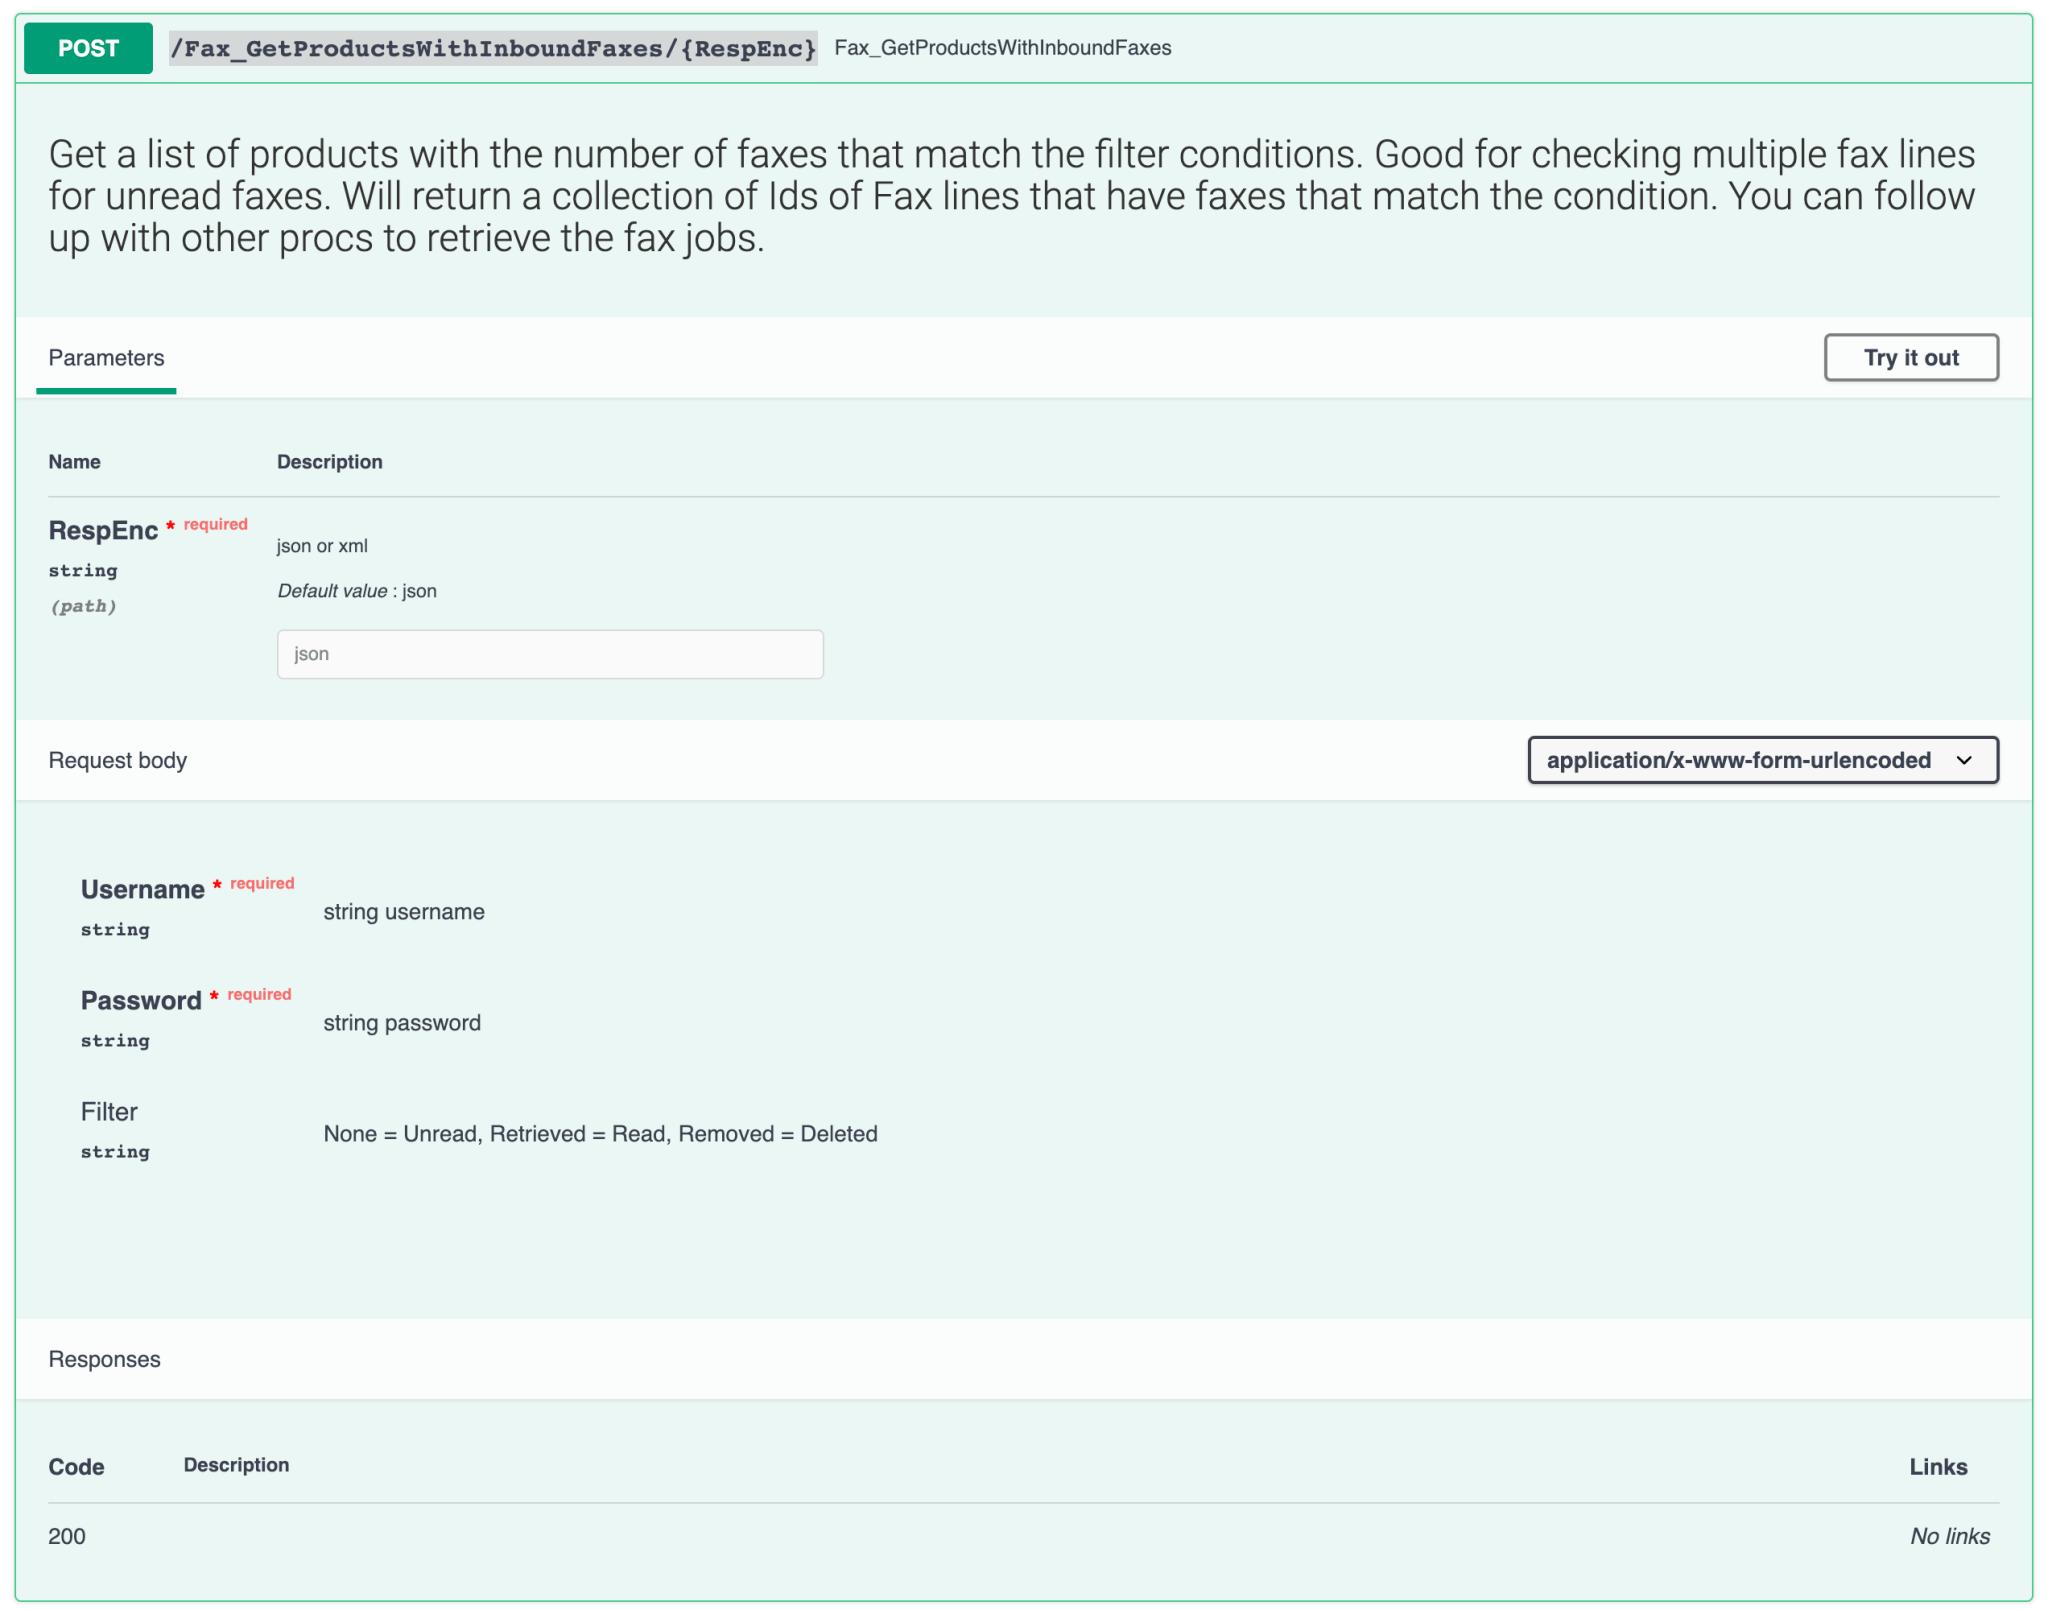 POST /Fax_GetProductsWithInboundFaxes/{RespEnc} Fax_GetProductsWithInboundFaxes
Get a list of products with the number of faxes that match the filter conditions. Good for checking multiple fax lines
for unread faxes. Will return a collection of Ids of Fax lines that have faxes that match the condition. You can follow
up with other procs to retrieve the fax jobs.
Parameters
Try it out
Name Description
RespEnc * required
string
(path)
json or xml
Default value : json
json
Request body
application/x-www-form-urlencoded
Username * required
string
string username
Password * required
string
string password
Filter
string
None = Unread, Retrieved = Read, Removed = Deleted
Responses
Code Description Links
200 No links